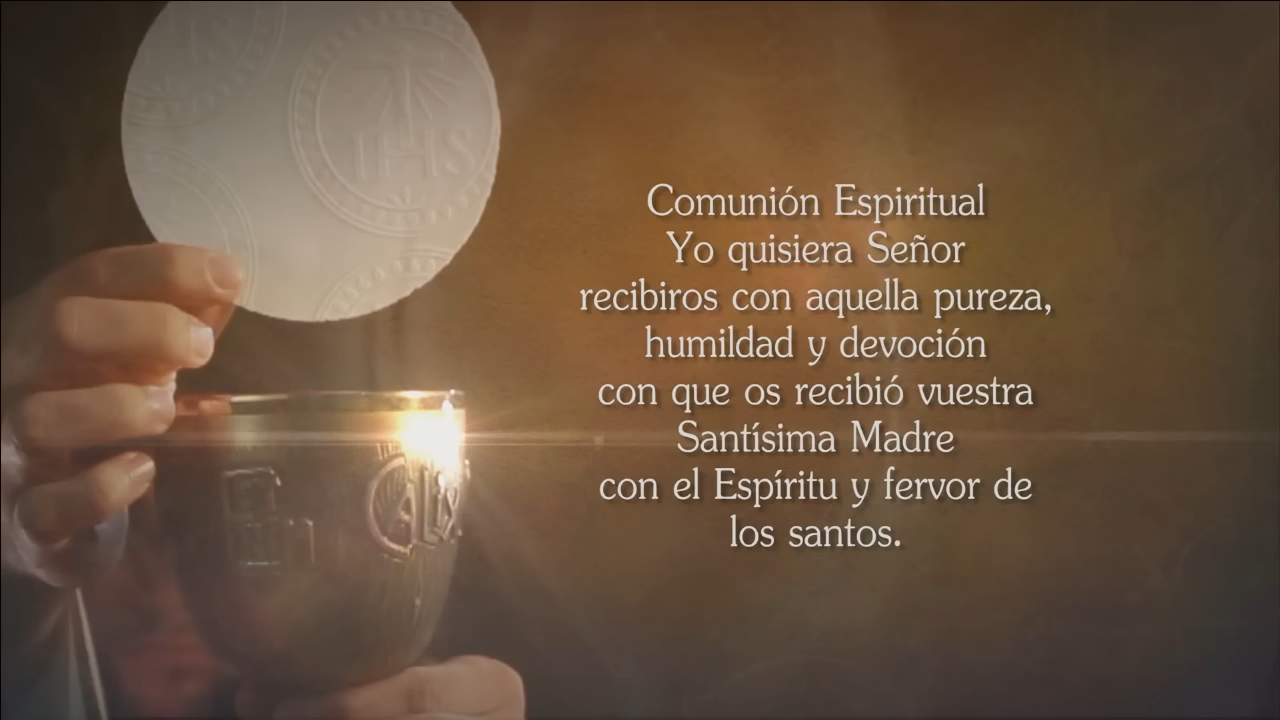 IHS
Comunión Espiritual
Yo quisiera Señor
recibiros con aquella pureza,
humildad y devoción
con que os recibió vuestra
Santísima Madre
con el Espíritu y fervor de
los santos.